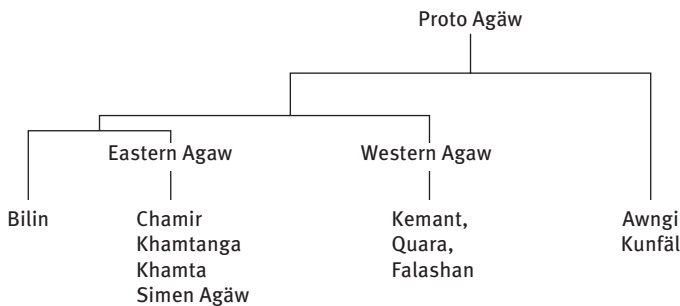 Proto Agäw
Eastern Agaw
Western Agaw
Bilin
Chamir
Khamtanga
Khamta
Simen Agäw
Kemant,
Quara,
Falashan
Awngi
Kunfäl